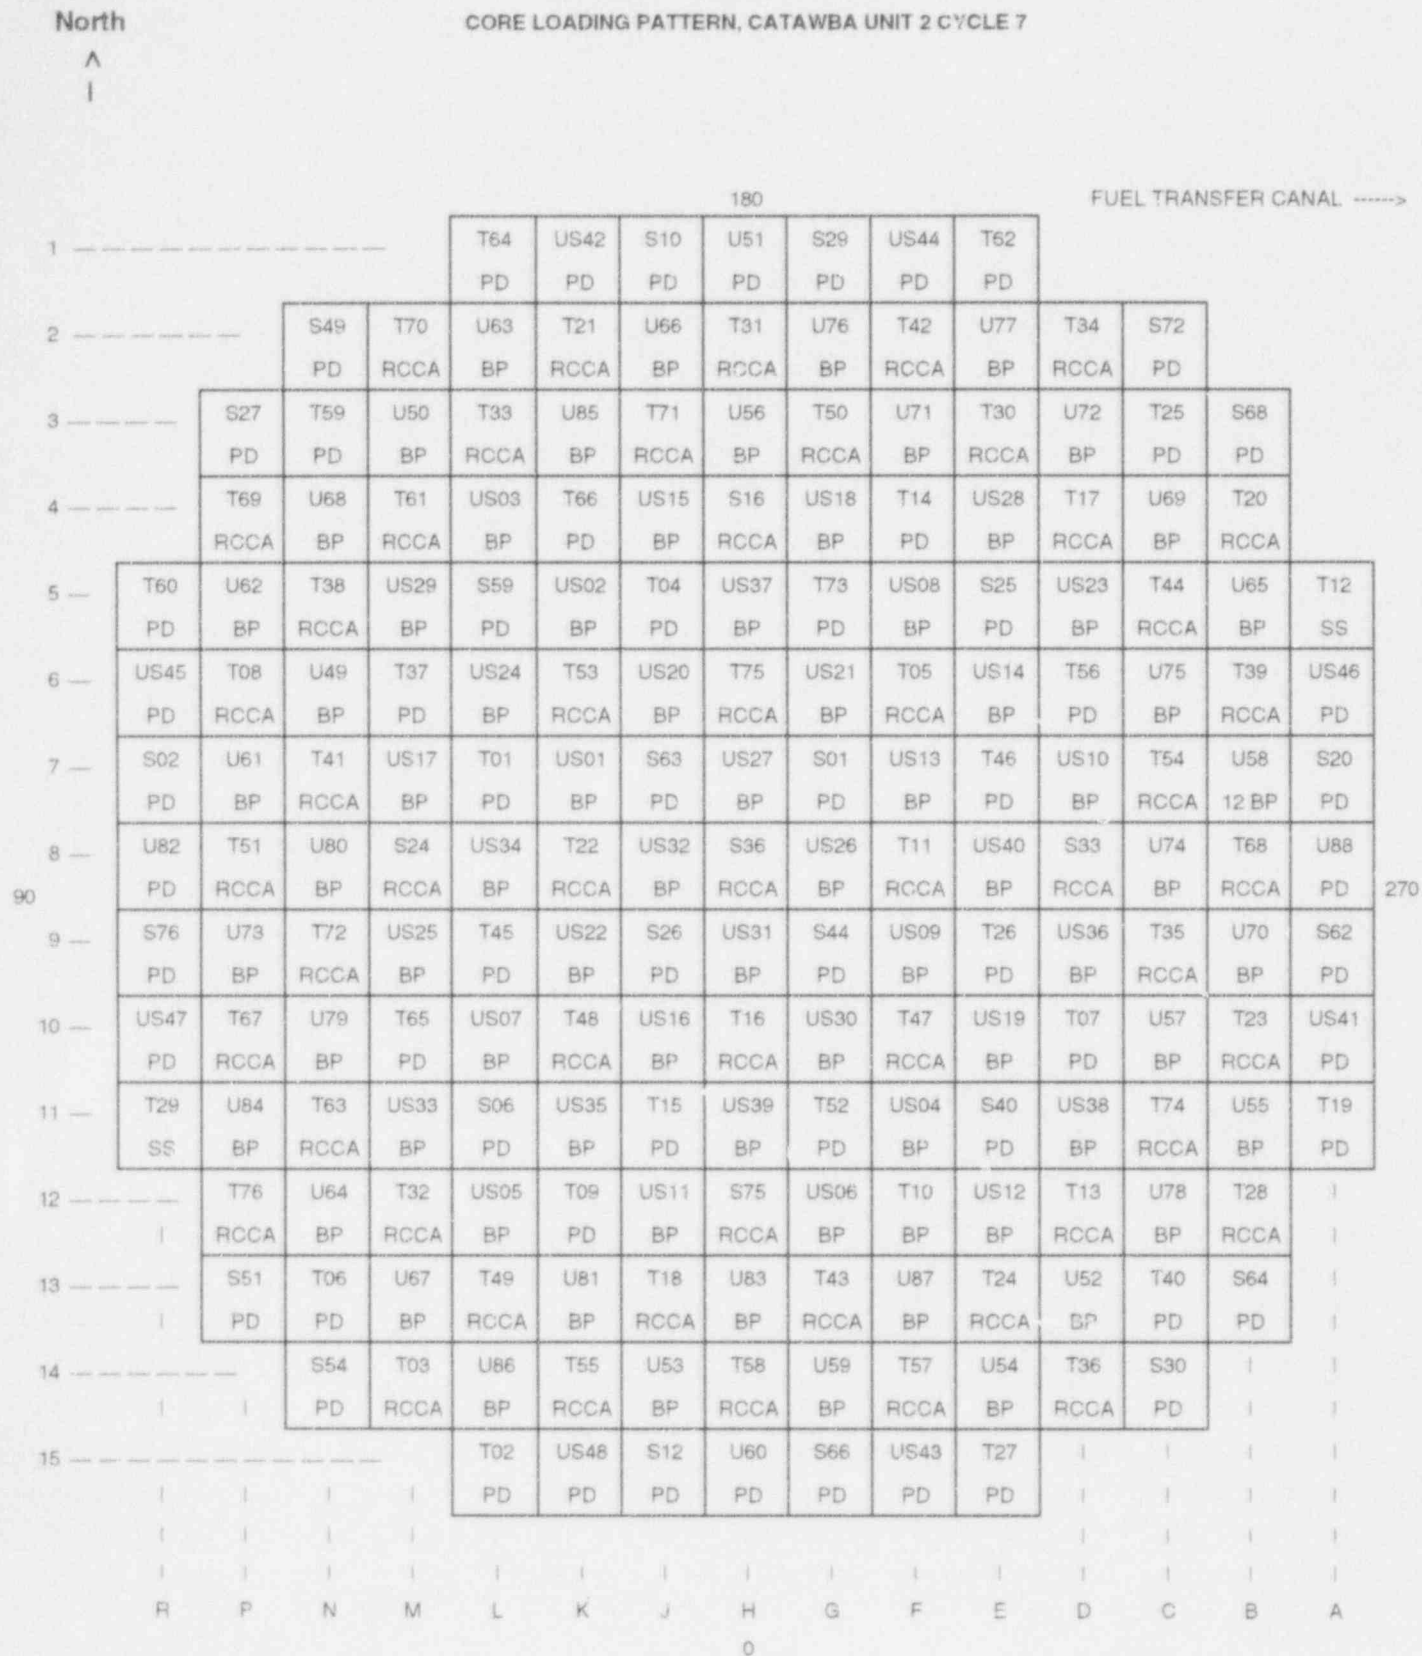 North
CORE LOADING PATTERN, CATAWBA UNIT 2 CYCLE 7
180
FUEL TRANSFER CANAL ------>
1 T64 US42 S10 U51 S29 US44 T62
PD PD PD PD PD PD PD
2 S49 T70 U63 T21 U66 T31 U76 T42 U77 T34 S72
PD RCCA BP RCCA BP RCCA BP RCCA BP RCCA PD
3 S27 T59 U50 T33 U85 T71 U56 T50 U71 T30 U72 T25 S68
PD PD BP RCCA BP RCCA BP RCCA BP RCCA BP PD PD
4 T69 U68 T61 US03 T66 US15 S16 US18 T14 US28 T17 U69 T20
RCCA BP RCCA BP PD BP RCCA BP PD BP RCCA BP RCCA
5 T60 U62 T38 US29 S59 US02 T04 US37 T73 US08 S25 US23 T44 U65 T12
PD BP RCCA BP PD BP PD BP PD BP PD BP RCCA BP SS
6 US45 T08 U49 T37 US24 T53 US20 T75 US21 T05 US14 T56 U75 T39 US46
PD RCCA BP PD BP RCCA BP RCCA BP RCCA BP PD BP RCCA PD
7 S02 U61 T41 US17 T01 US01 S63 US27 S01 US13 T46 US10 T54 U58 S20
PD BP RCCA BP PD BP PD BP PD BP PD BP RCCA 12 BP PD
8 U82 T51 U80 S24 US34 T22 US32 S36 US26 T11 US40 S33 U74 T68 U88
90 PD RCCA BP RCCA BP RCCA BP RCCA BP RCCA BP RCCA BP RCCA PD 270
9 S76 U73 T72 US25 T45 US22 S26 US31 S44 US09 T26 US36 T35 U70 S62
PD BP RCCA BP PD BP PD BP PD BP PD BP RCCA BP PD
10 US47 T67 U79 T65 US07 T48 US16 T16 US30 T47 US19 T07 U57 T23 US41
PD RCCA BP PD BP RCCA BP RCCA BP RCCA BP PD BP RCCA PD
11 T29 U84 T63 US33 S06 US35 T15 US39 T52 US04 S40 US38 T74 U55 T19
SS BP RCCA BP PD BP PD BP PD BP PD BP RCCA BP PD
12 T76 U64 T32 US05 T09 US11 S75 US06 T10 US12 T13 U78 T28
RCCA BP RCCA BP PD BP RCCA BP BP BP RCCA BP RCCA
13 S51 T06 U67 T49 U81 T18 U83 T43 U87 T24 U52 T40 S64
PD PD BP RCCA BP RCCA BP RCCA BP RCCA BP PD PD
14 S54 T03 U86 T55 U53 T58 U59 T57 U54 T36 S30
PD RCCA BP RCCA BP RCCA BP RCCA BP RCCA PD
15 T02 US48 S12 U60 S66 US43 T27
PD PD PD PD PD PD PD
R P N M L K J H G F E D C B A
0